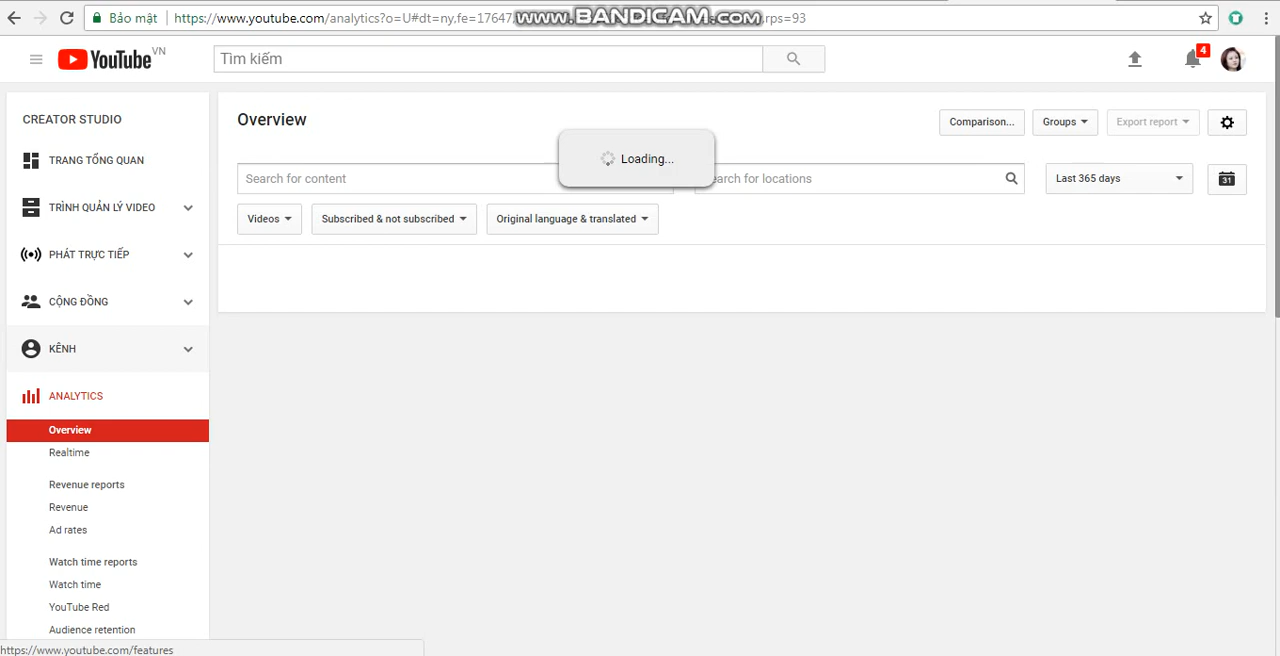 Bảo mật https://www.youtube.com/analytics?o=U#dt=ny,fe=17647, ,rps=93
www.BANDICAM.com
YouTube VN
Tìm kiếm
4
CREATOR STUDIO
TRANG TỔNG QUAN
TRÌNH QUẢN LÝ VIDEO
PHÁT TRỰC TIẾP
CỘNG ĐỒNG
KÊNH
ANALYTICS
Overview
Realtime
Revenue reports
Revenue
Ad rates
Watch time reports
Watch time
YouTube Red
Audience retention
https://www.youtube.com/features
Overview
Comparison... Groups Export report
Loading...
Search for content earch for locations Last 365 days 31
Videos Subscribed & not subscribed Original language & translated